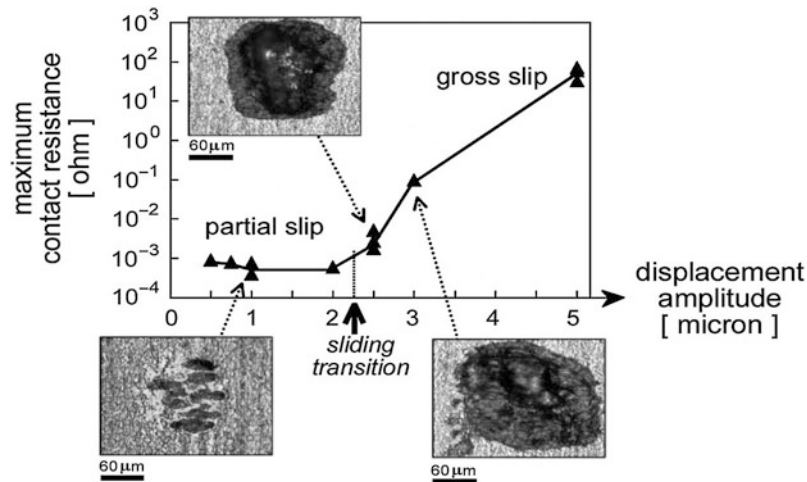 maximum
contact resistance
[ ohm ]
10³
10²
10¹
10⁰
10⁻¹
10⁻²
10⁻³
10⁻⁴
60μm
gross slip
partial slip
0 1 2 3 4 5
displacement
amplitude
[ micron ]
sliding
transition
60μm
60μm